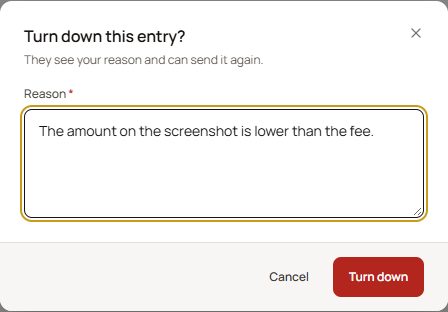 Turn down this entry?
They see your reason and can send it again.
Reason *
The amount on the screenshot is lower than the fee.
Cancel
Turn down